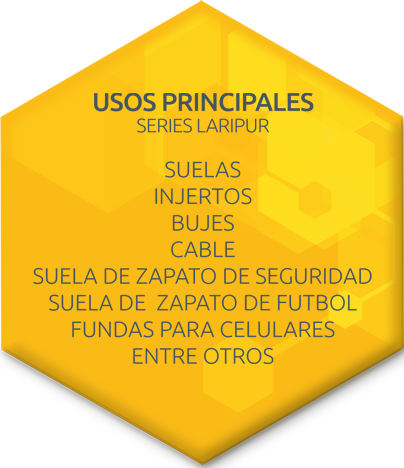 USOS PRINCIPALES
SERIES LARIPUR
SUELAS
INJERTOS
BUJES
CABLE
SUELA DE ZAPATO DE SEGURIDAD
SUELA DE ZAPATO DE FUTBOL
FUNDAS PARA CELULARES
ENTRE OTROS